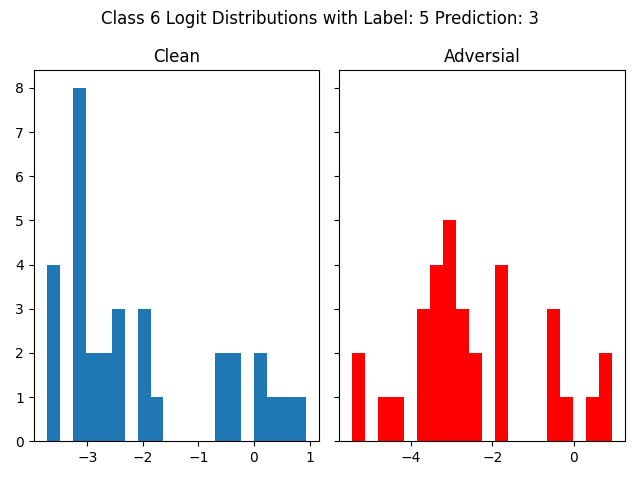 Class 6 Logit Distributions with Label: 5 Prediction: 3
Clean
Adversial
8
7
6
5
4
3
2
1
0
−3 −2 −1 0 1
−4 −2 0